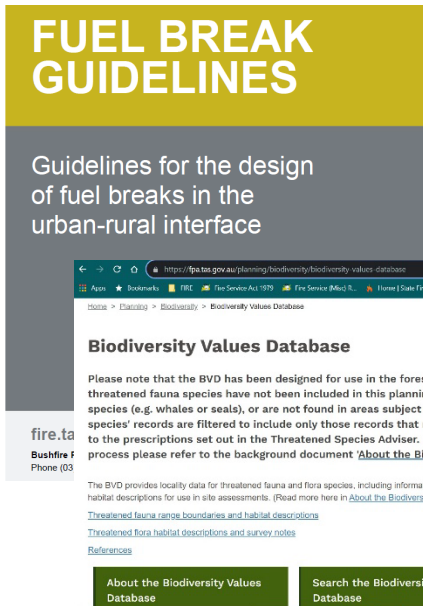 FUEL BREAK
GUIDELINES
Guidelines for the design
of fuel breaks in the
urban-rural interface
https://fpa.tas.gov.au/planning/biodiversity/biodiversity-values-database
Apps Bookmarks FIRE Fire Service Act 1979 Fire Service (Misc) R... Home | State Fi
Home > Planning > Biodiversity > Biodiversity Values Database
Biodiversity Values Database
Please note that the BVD has been designed for use in the fores
threatened fauna species have not been included in this plannin
species (e.g. whales or seals), or are not found in areas subject
species' records are filtered to include only those records that
to the prescriptions set out in the Threatened Species Adviser.
process please refer to the background document 'About the Bi
fire.ta
Bushfire
Phone (03
The BVD provides locality data for threatened fauna and flora species, including informa
habitat descriptions for use in site assessments. (Read more here in About the Biodivers
Threatened fauna range boundaries and habitat descriptions
Threatened flora habitat descriptions and survey notes
References
About the Biodiversity Values
Database
Search the Biodiversi
Database